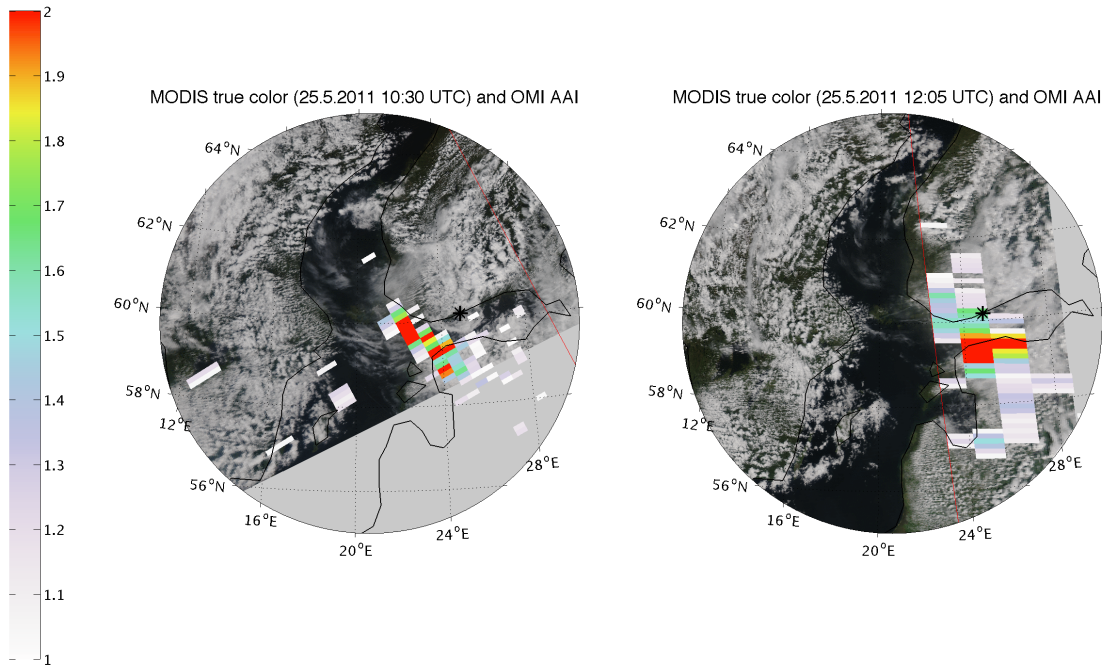 2
1.9
1.8
1.7
1.6
1.5
1.4
1.3
1.2
1.1
1
MODIS true color (25.5.2011 10:30 UTC) and OMI AAI
64°N
62°N
60°N
58°N
12°E
56°N
16°E
20°E
24°E
28°E
MODIS true color (25.5.2011 12:05 UTC) and OMI AAI
64°N
62°N
60°N
58°N
12°E
56°N
16°E
20°E
24°E
28°E